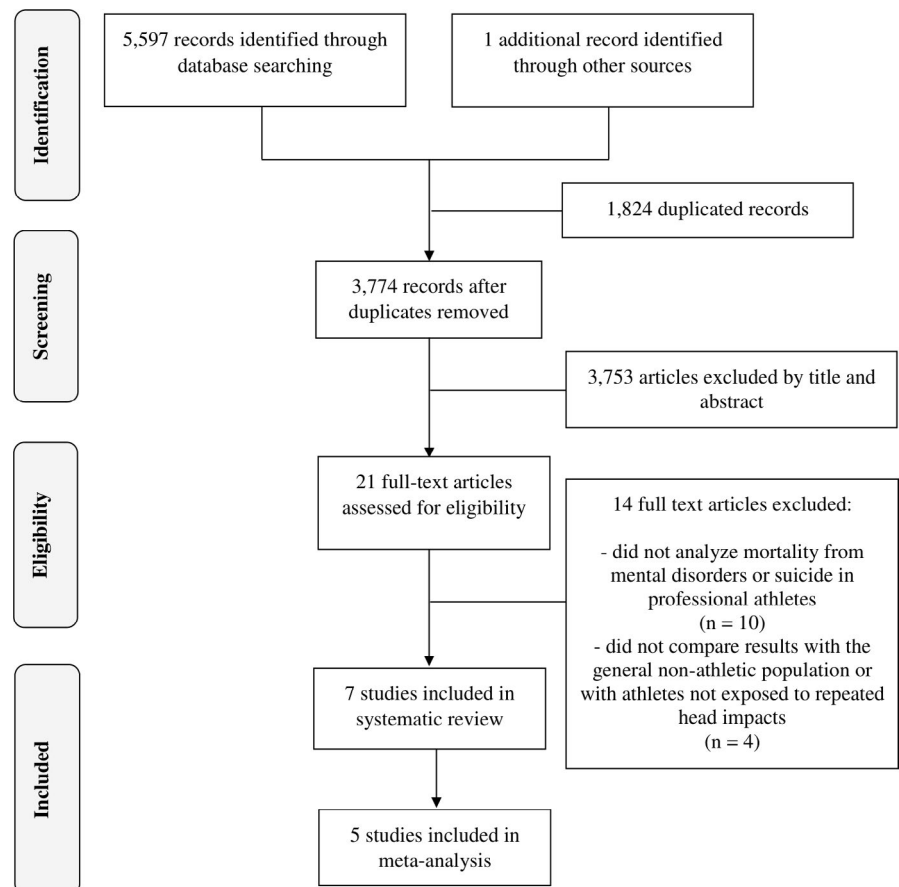 Identification
5,597 records identified through
database searching
1 additional record identified
through other sources
1,824 duplicated records
Screening
3,774 records after
duplicates removed
3,753 articles excluded by title and
abstract
Eligibility
21 full-text articles
assessed for eligibility
14 full text articles excluded:
- did not analyze mortality from
mental disorders or suicide in
professional athletes
(n = 10)
- did not compare results with the
general non-athletic population or
with athletes not exposed to repeated
head impacts
(n = 4)
Included
7 studies included in
systematic review
5 studies included in
meta-analysis